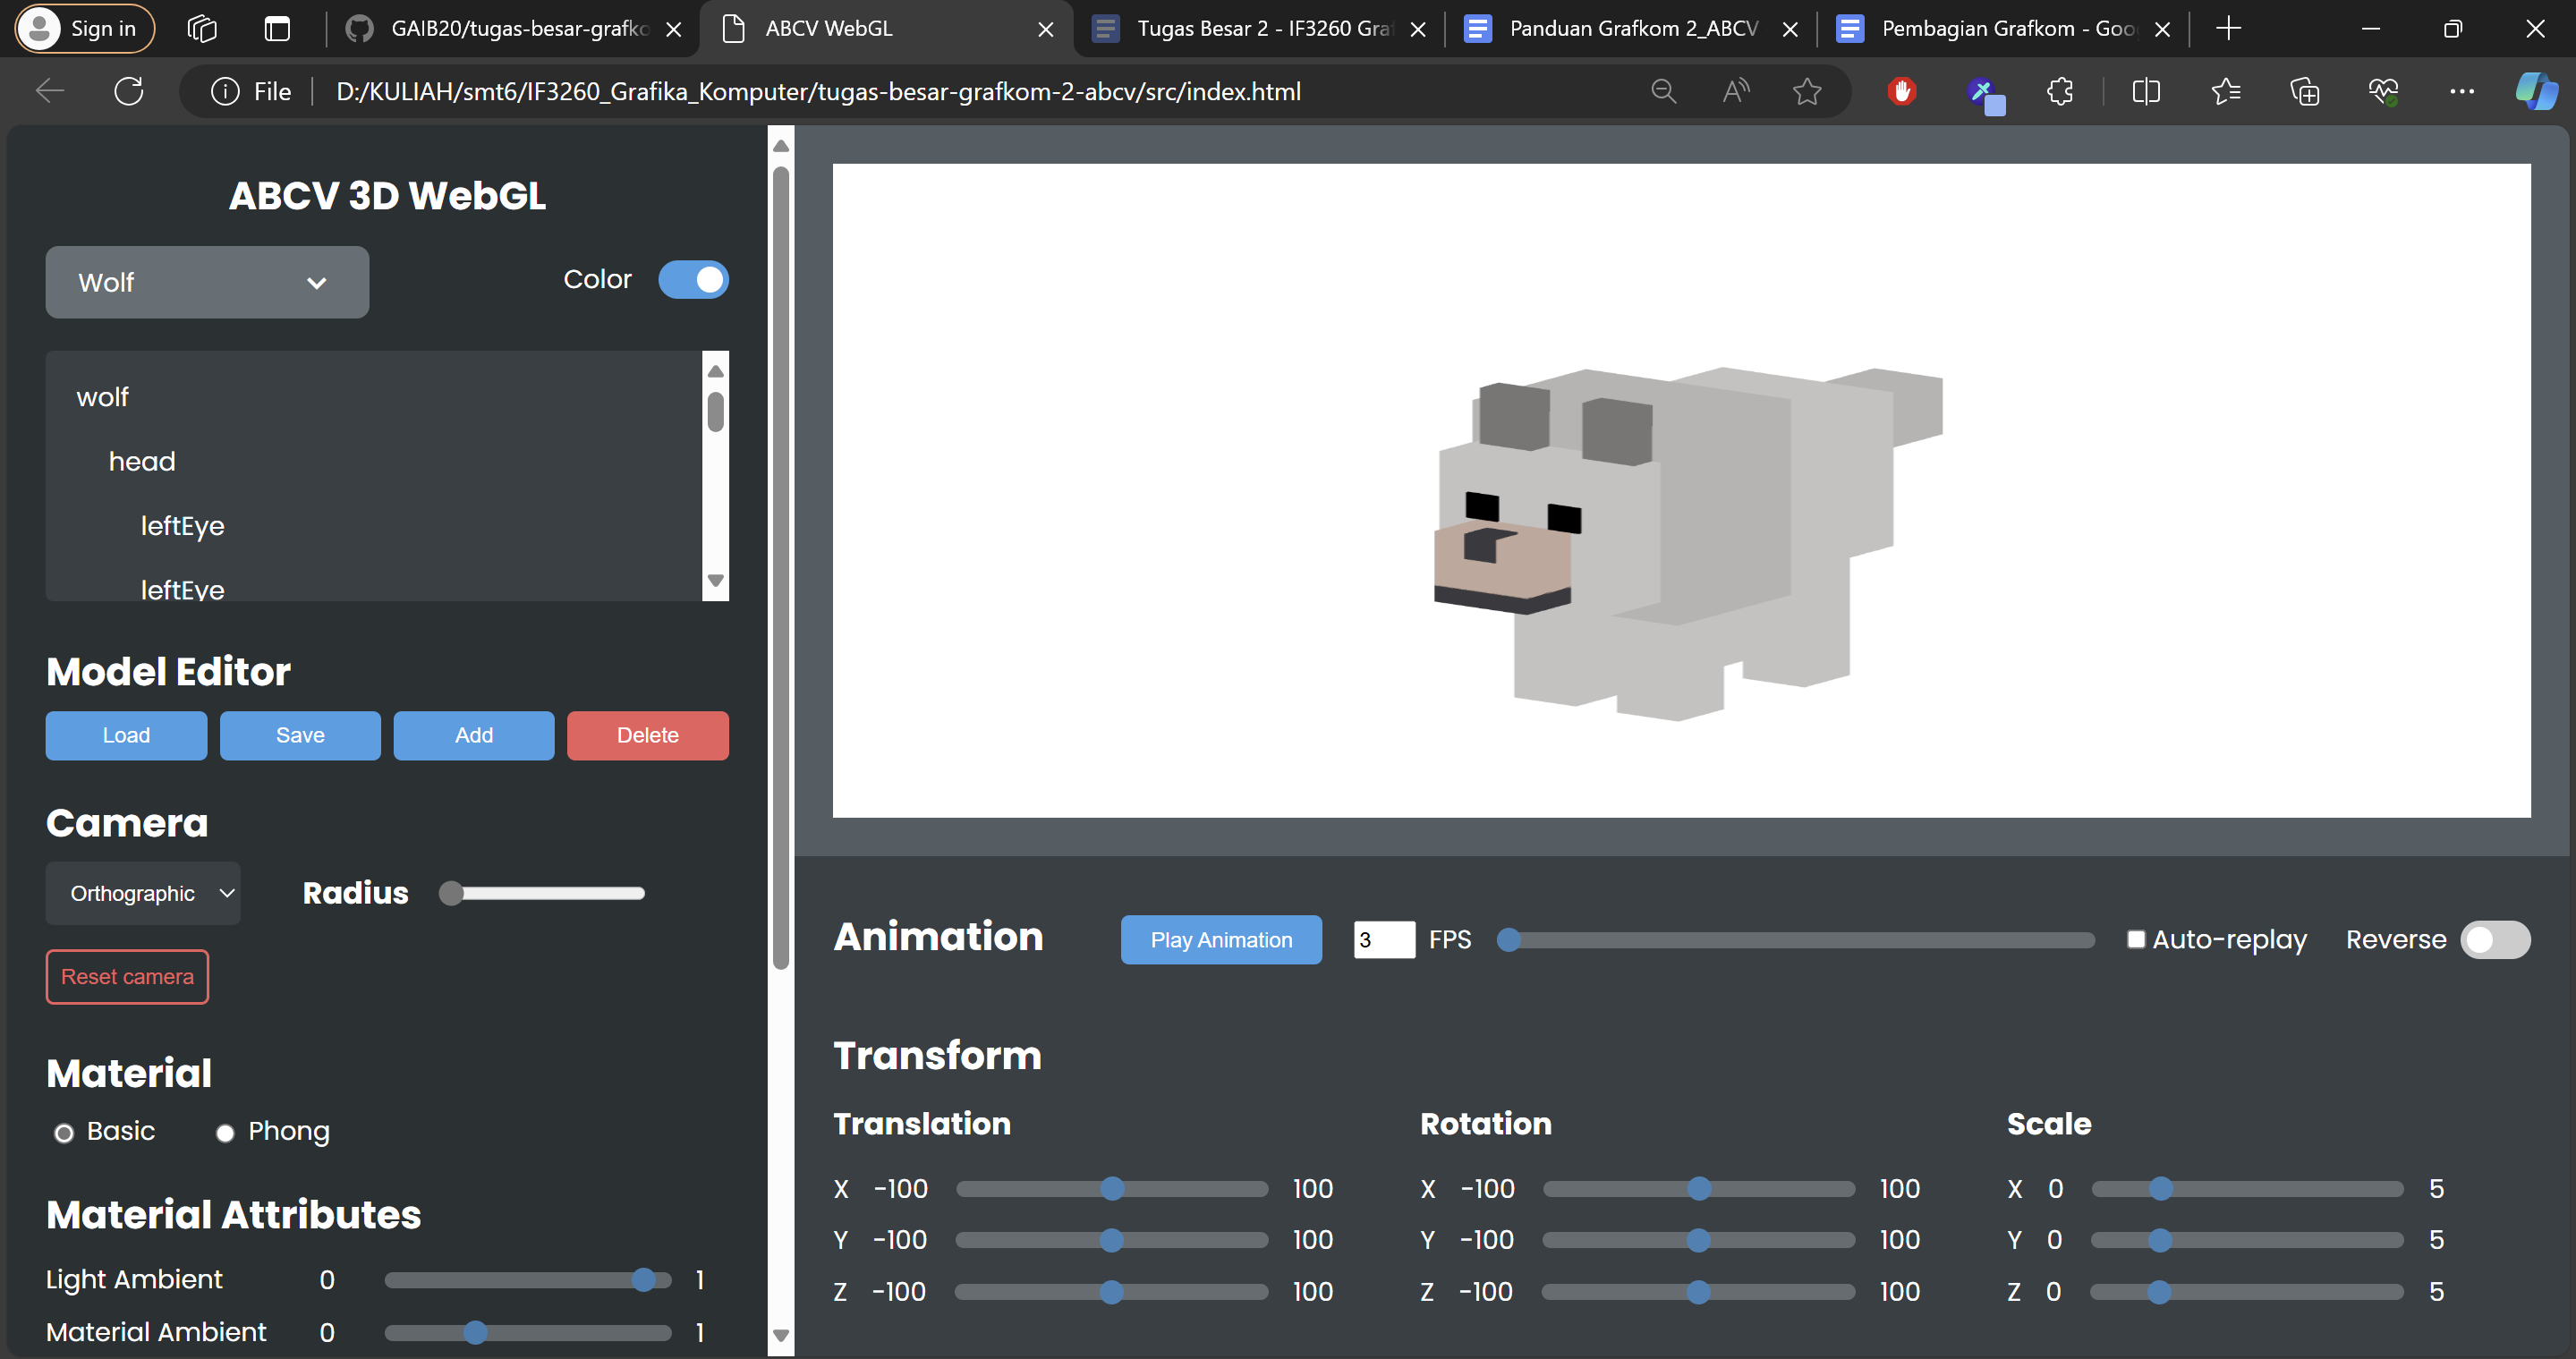 Sign in
GAIB20/tugas-besar-grafko
ABCV WebGL
Tugas Besar 2 - IF3260 Gra
Panduan Grafkom 2_ABCV
Pembagian Grafkom - Goo
File
D:/KULIAH/smt6/IF3260_Grafika_Komputer/tugas-besar-grafkom-2-abcv/src/index.html
ABCV 3D WebGL
Wolf
Color
wolf
head
leftEye
leftEye
Model Editor
Load Save Add Delete
Camera
Orthographic
Radius
Reset camera
Material
Basic Phong
Material Attributes
Light Ambient 0 1
Material Ambient 0 1
Animation
Play Animation
3 FPS
Auto-replay
Reverse
Transform
Translation
X -100 100
Y -100 100
Z -100 100
Rotation
X -100 100
Y -100 100
Z -100 100
Scale
X 0 5
Y 0 5
Z 0 5